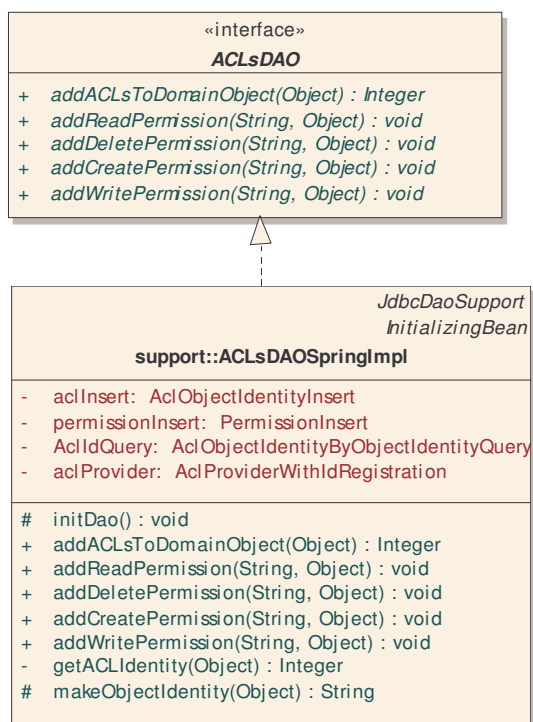 «interface»
ACLsDAO
+ addACLsToDomainObject(Object) : Integer
+ addReadPermission(String, Object) : void
+ addDeletePermission(String, Object) : void
+ addCreatePermission(String, Object) : void
+ addWritePermission(String, Object) : void
JdbcDaoSupport
InitializingBean
support::ACLsDAOSpringImpl
- aclInsert: AclObjectIdentityInsert
- permissionInsert: PermissionInsert
- AclIdQuery: AclObjectIdentityByObjectIdentityQuery
- aclProvider: AclProviderWithIdRegistration
# initDao() : void
+ addACLsToDomainObject(Object) : Integer
+ addReadPermission(String, Object) : void
+ addDeletePermission(String, Object) : void
+ addCreatePermission(String, Object) : void
+ addWritePermission(String, Object) : void
- getACLIdentity(Object) : Integer
# makeObjectIdentity(Object) : String